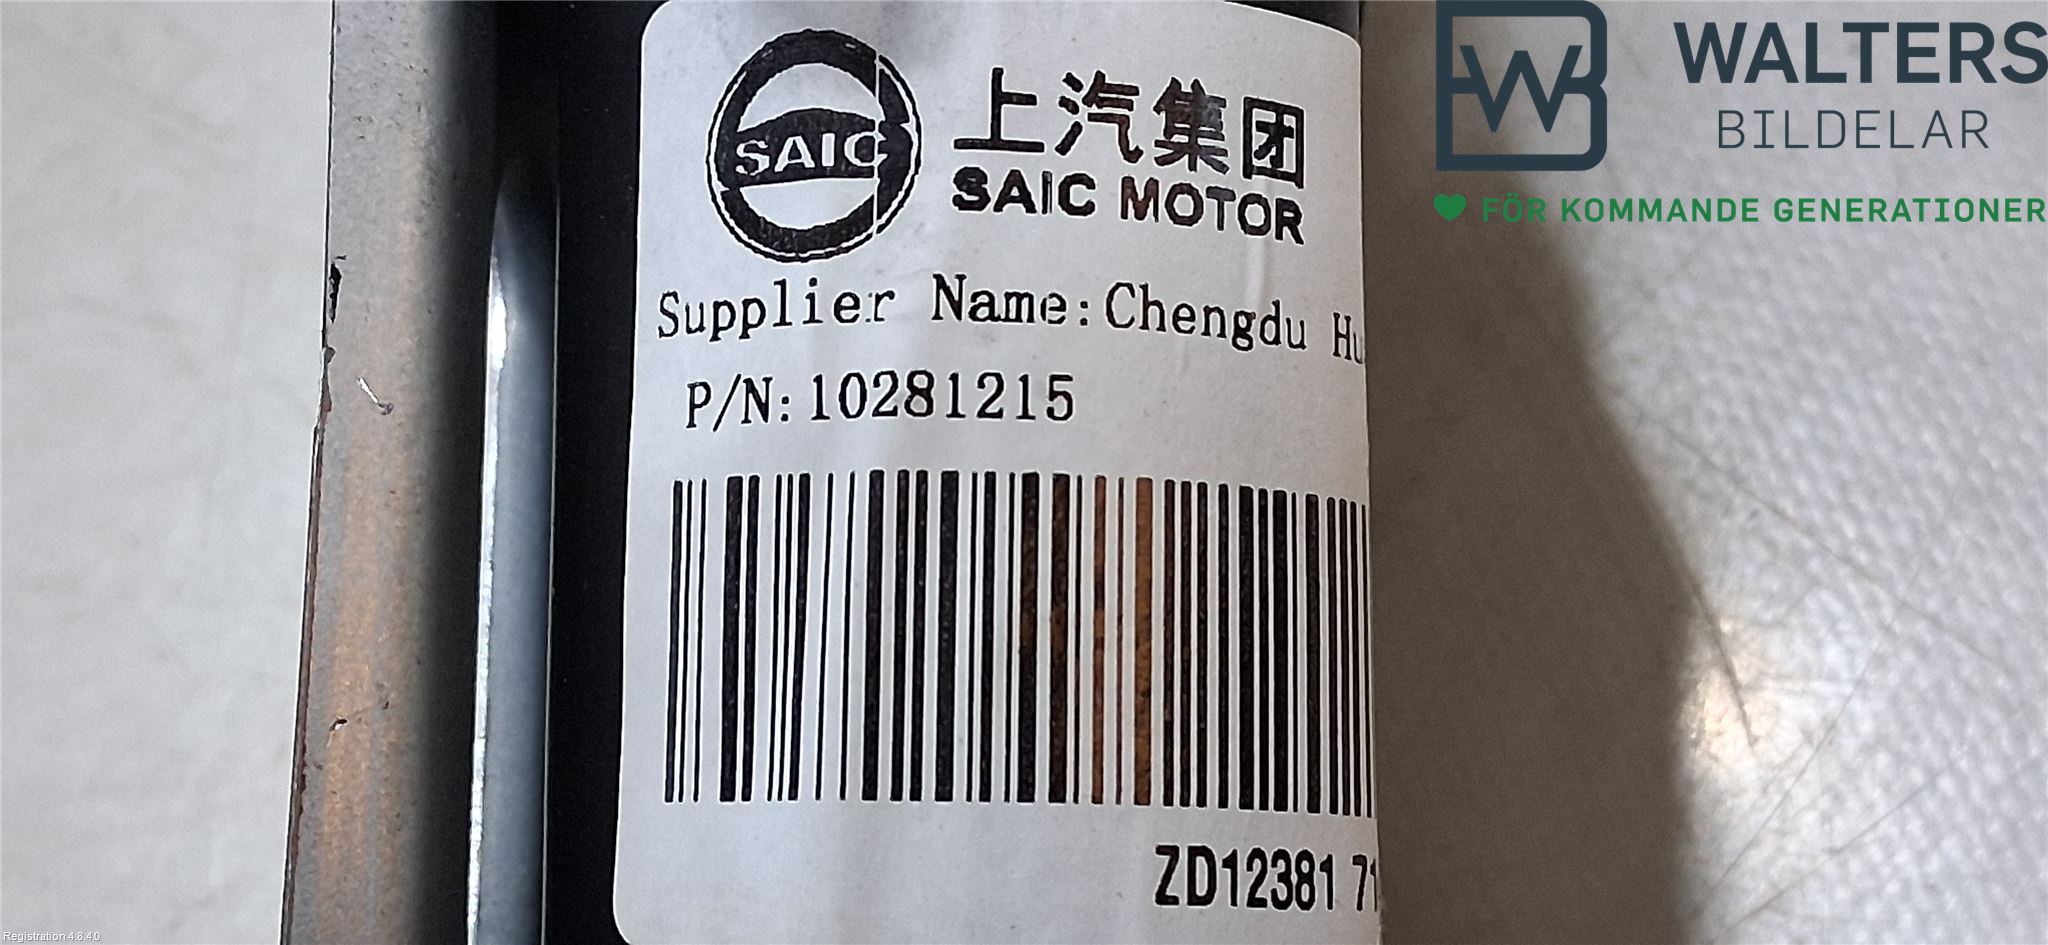 SAIC
上汽集团
SAIC MOTOR
Supplier Name:Chengdu
P/N:10281215
ZD12381 71
WALTERS
BILDELAR
FÖR KOMMANDE GENERATIONER
Registration 4.8.4.0